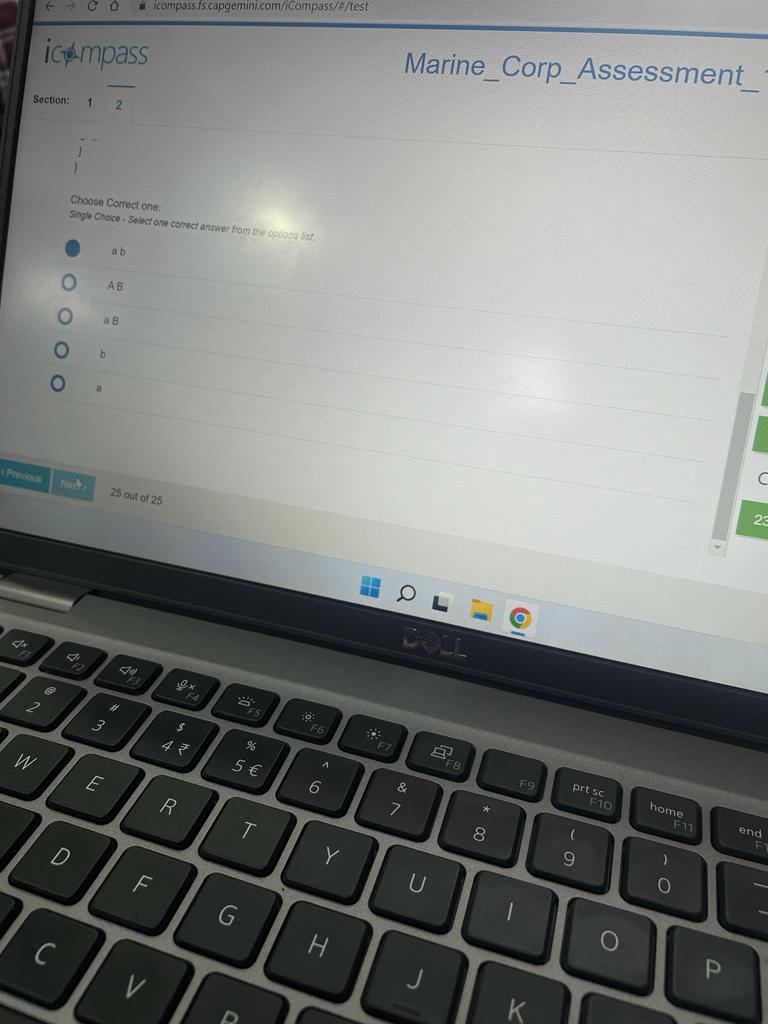 icompass.fs.capgemini.com/iCompass/#/test
icompass
Marine_Corp_Assessment_
Section: 1 2
}
}
Choose Correct one:
Single Choice - Select one correct answer from the options list.
a b
A B
a B
b
a
‹ Previous
25 out of 25
23
DELL
F1 F2 F3 F4 F5 F6 F7 F8 F9 prt sc F10 home F11 end
@ 2 # 3 $ 4 ₹ % 5 € ^ 6 & 7 * 8 ( 9 ) 0
W E R T Y U I O P
D F G H J K
C V